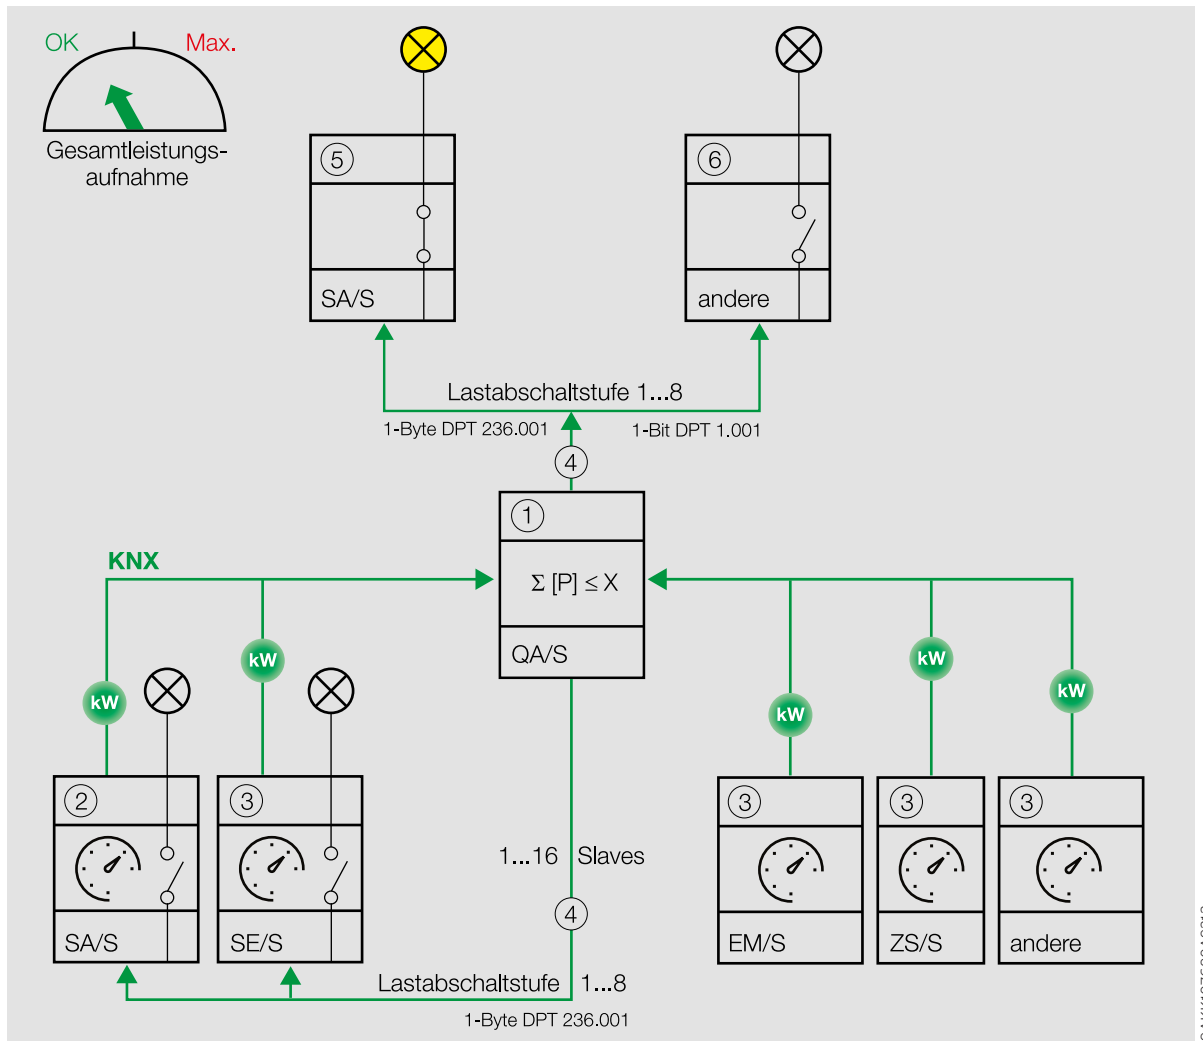 OK
Max.
Gesamtleistungs-
aufnahme
5
SA/S
6
andere
Lastabschaltstufe 1...8
1-Byte DPT 236.001
1-Bit DPT 1.001
4
1
Σ [P] ≤ X
QA/S
KNX
kW
kW
kW
kW
kW
2
SA/S
3
SE/S
1...16 Slaves
4
3
EM/S
3
ZS/S
3
andere
Lastabschaltstufe 1...8
1-Byte DPT 236.001